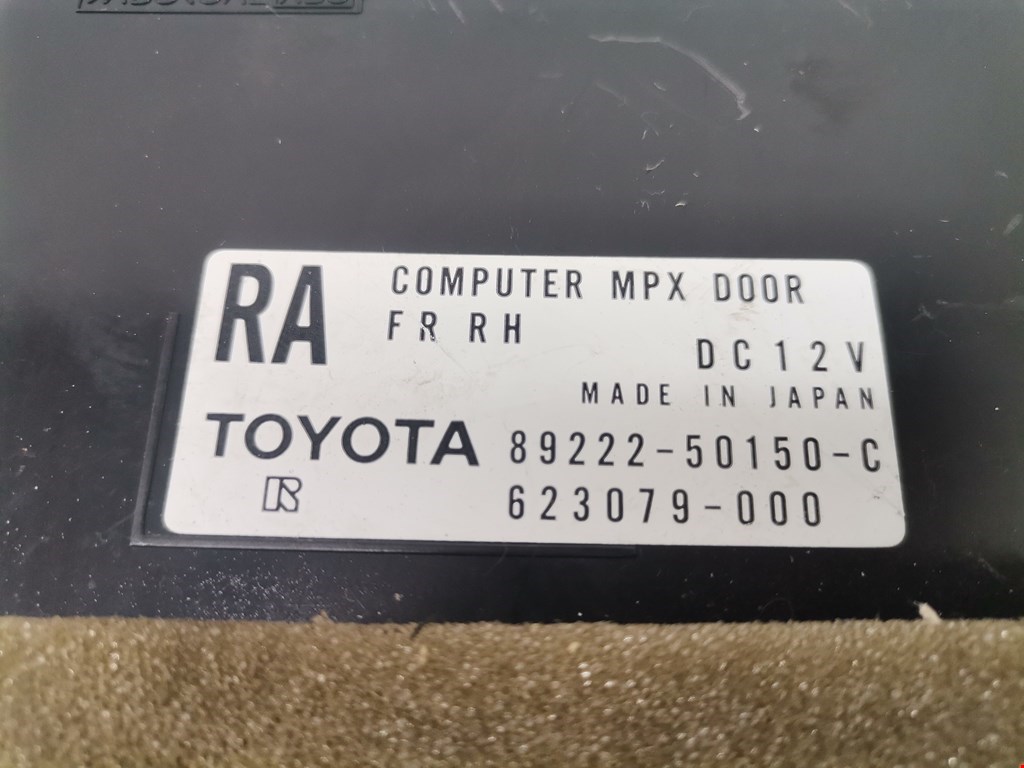 RA
COMPUTER MPX DOOR
FR RH
DC12V
MADE IN JAPAN
TOYOTA 89222-50150-C
R 623079-000